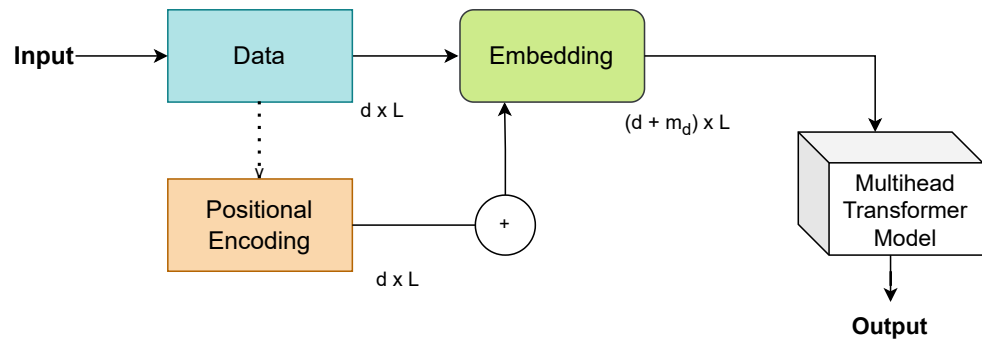 Input
Data
Embedding
d x L
(d + m_d) x L
Positional
Encoding
+
d x L
Multihead
Transformer
Model
Output